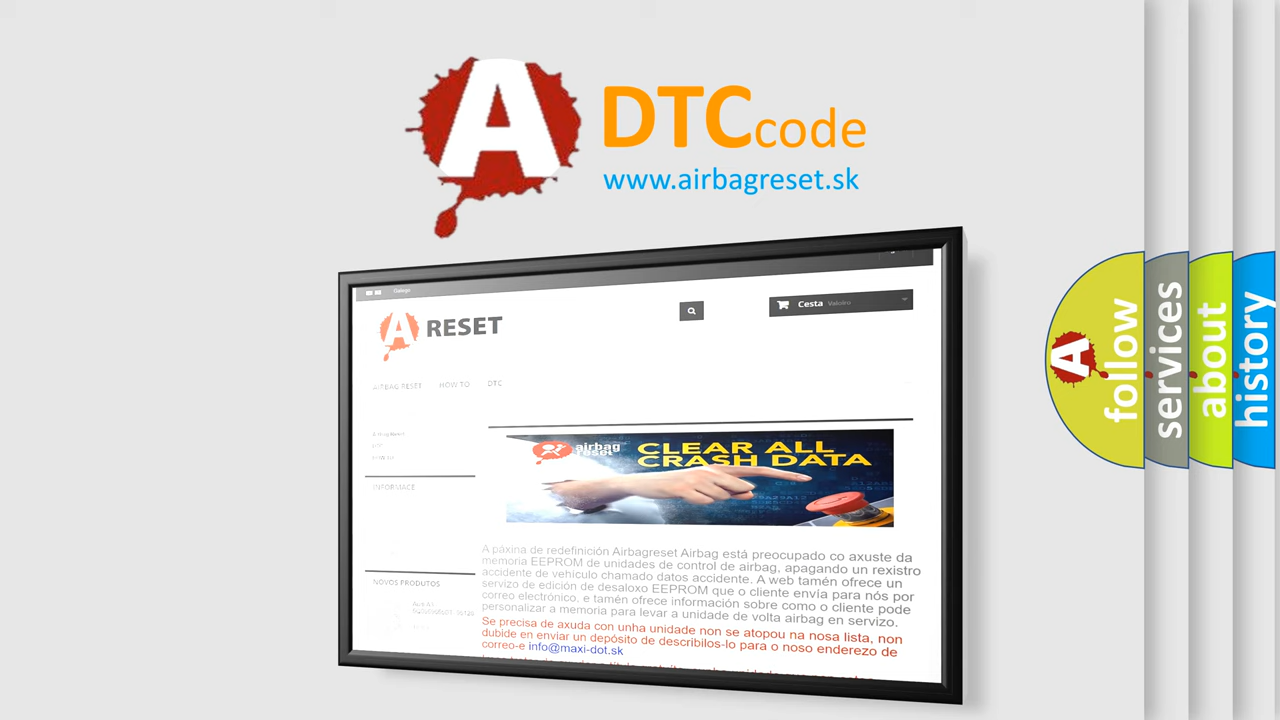 A DTCcode
www.airbagreset.sk
Galego
A RESET
Cesta Valeiro
AIRBAG RESET HOW TO DTC
INFORMACE
airbag
reset
CLEAR ALL
CRASH DATA
NOVOS PRODUTOS
A páxina de redefinición Airbagreset Airbag está preocupado co axuste da
memoria EEPROM de unidades de control de airbag, apagando un rexistro
accidente de vehículo chamado datos accidente. A web tamén ofrece un
servizo de edición de desaloxo EEPROM que o cliente envía para nós por
correo electrónico, e tamén ofrece información sobre como o cliente pode
personalizar a memoria para levar a unidade de volta airbag en servizo.
Se precisa de axuda con unha unidade non se atopou na nosa lista, non
dubide en enviar un depósito de describilos-lo para o noso enderezo de
correo-e info@maxi-dot.sk
A
follow
services
about
history